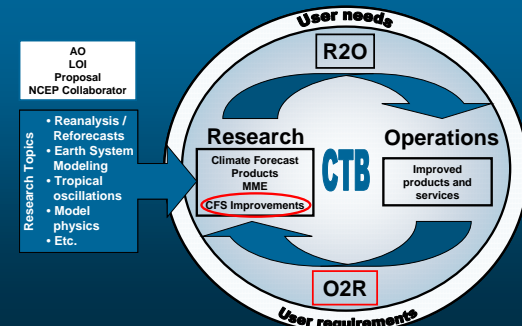 User needs
AO
LOI
Proposal
NCEP Collaborator
R2O
Research Topics
• Reanalysis /
Reforecasts
• Earth System
Modeling
• Tropical
oscillations
• Model
physics
• Etc.
Research
Climate Forecast
Products
MME
CFS Improvements
CTB
Operations
Improved
products and
services
O2R
User requirements